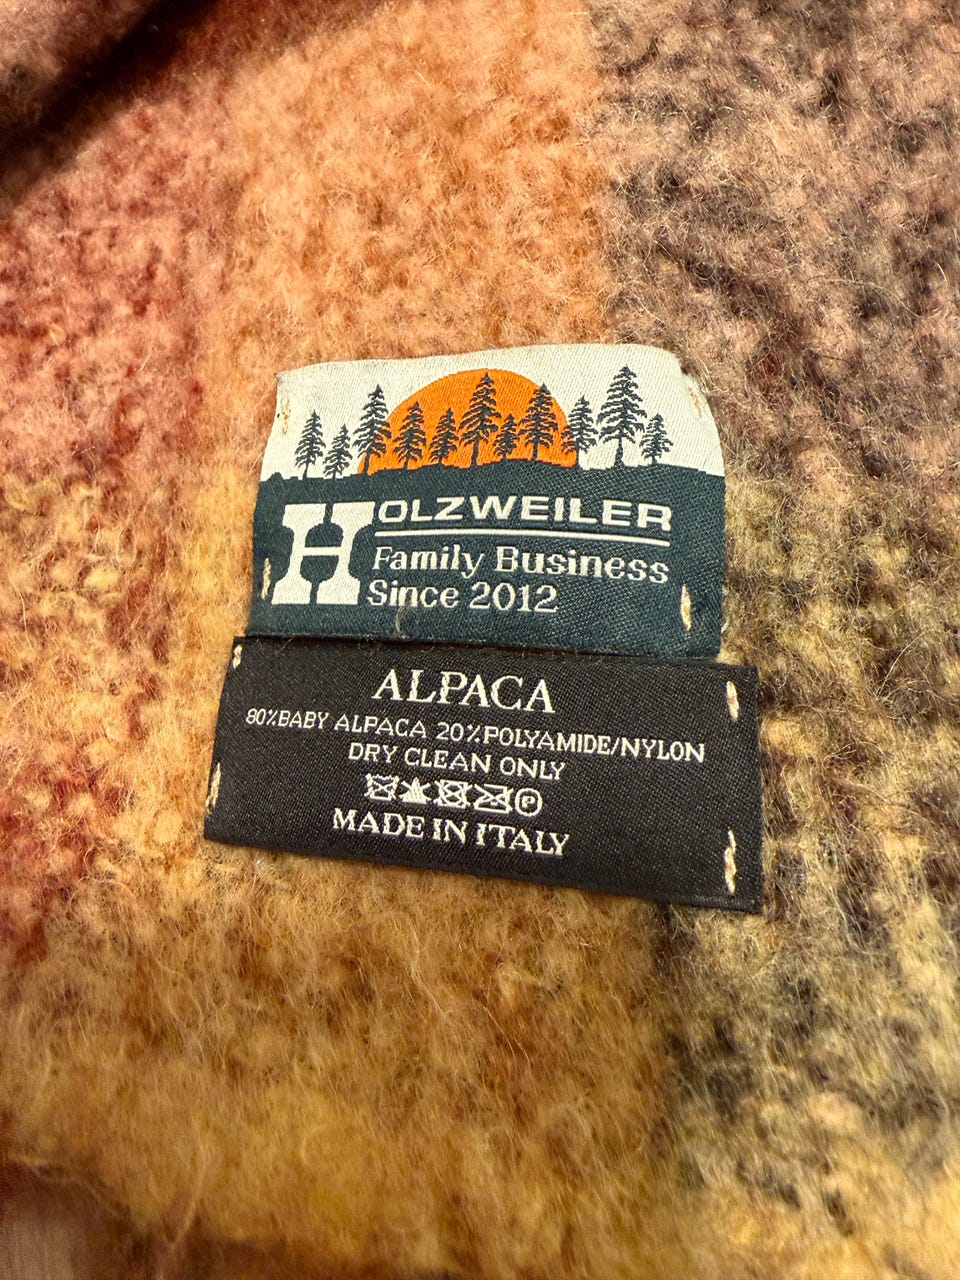 HOLZWEILER
Family Business
Since 2012
ALPACA
80%BABY ALPACA 20%POLYAMIDE/NYLON
DRY CLEAN ONLY
P
MADE IN ITALY